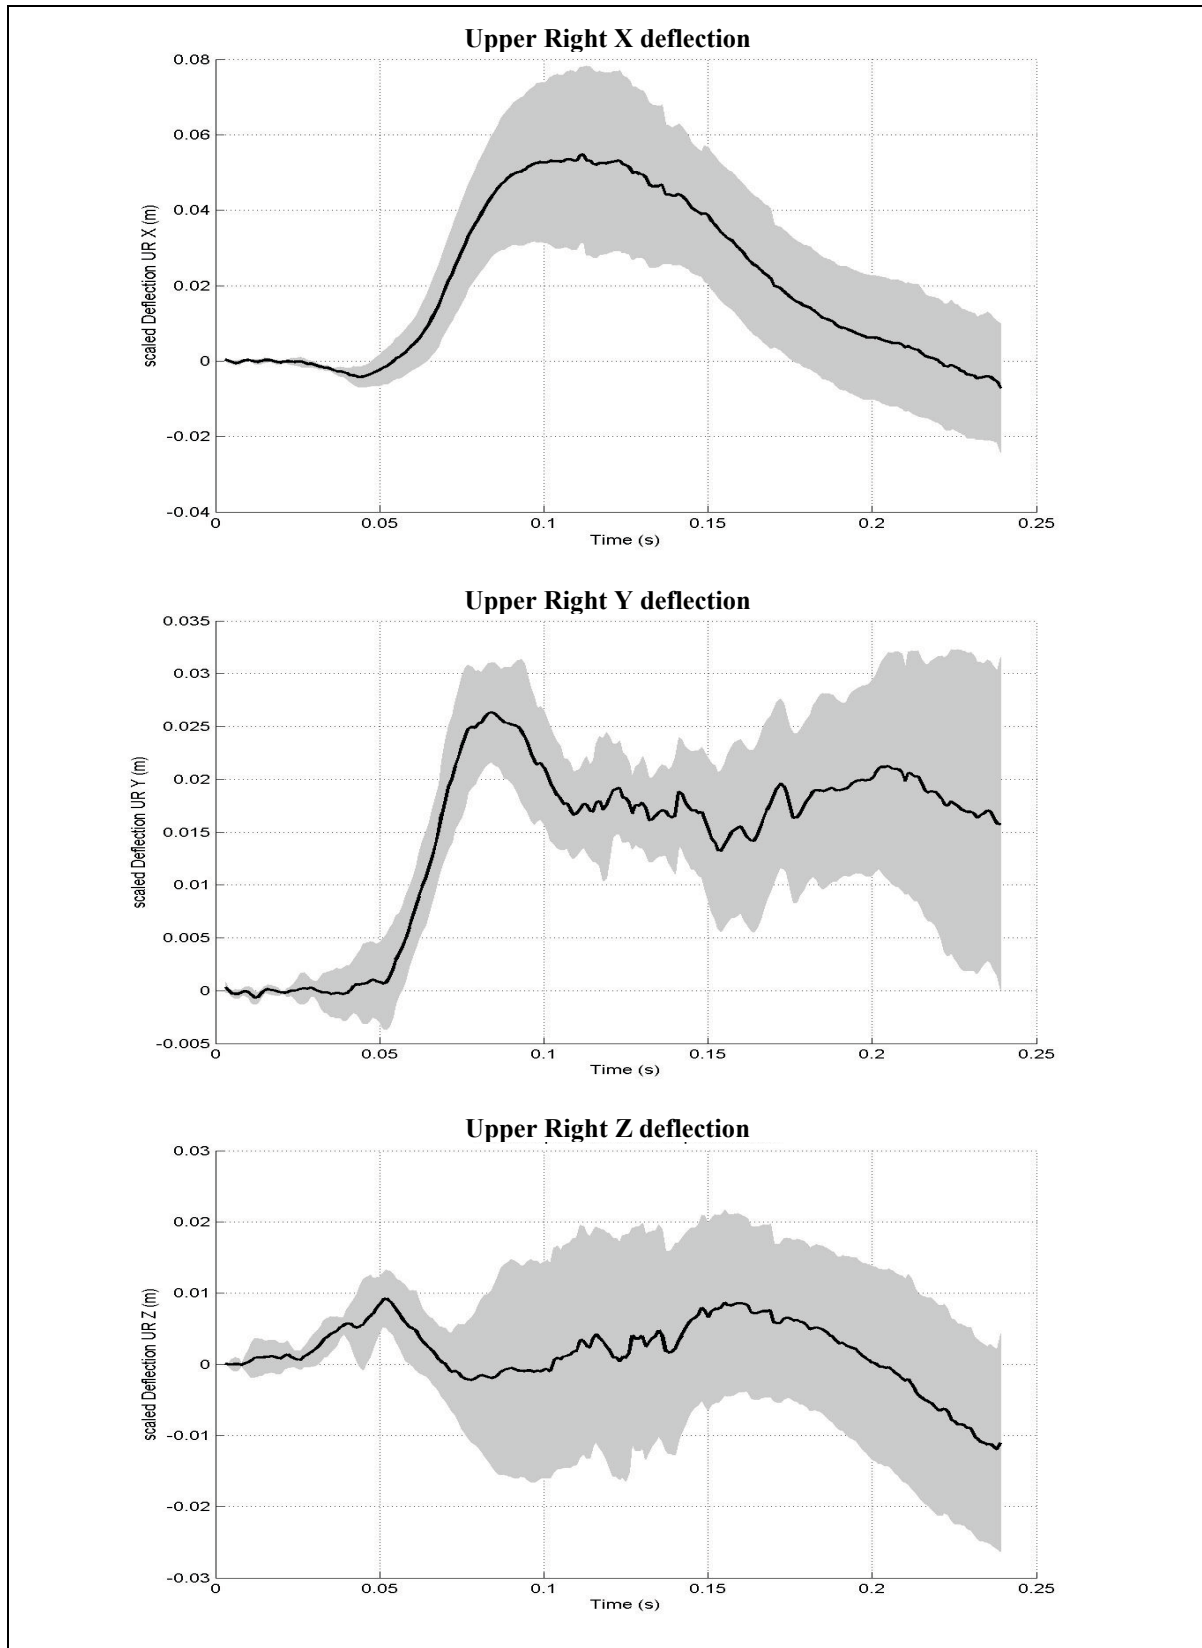 Upper Right X deflection
0.08
0.06
0.04
0.02
0
-0.02
-0.04
scaled Deflection UR X (m)
0 0.05 0.1 0.15 0.2 0.25
Time (s)
Upper Right Y deflection
0.035
0.03
0.025
0.02
0.015
0.01
0.005
0
-0.005
scaled Deflection UR Y (m)
0 0.05 0.1 0.15 0.2 0.25
Time (s)
Upper Right Z deflection
0.03
0.02
0.01
0
-0.01
-0.02
-0.03
scaled Deflection UR Z (m)
0 0.05 0.1 0.15 0.2 0.25
Time (s)